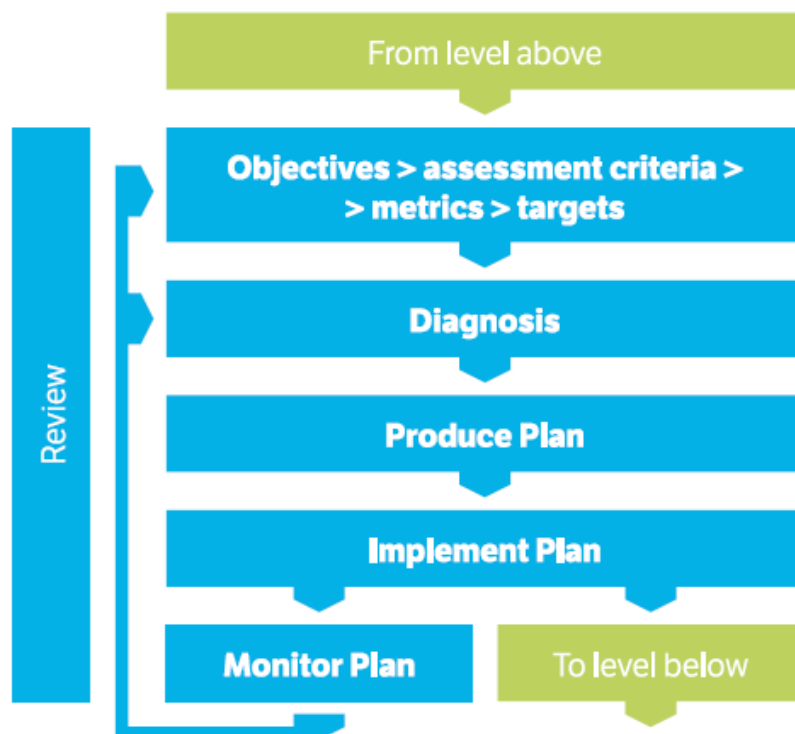 From level above
Objectives > assessment criteria >
> metrics > targets
Diagnosis
Produce Plan
Implement Plan
Monitor Plan
To level below
Review